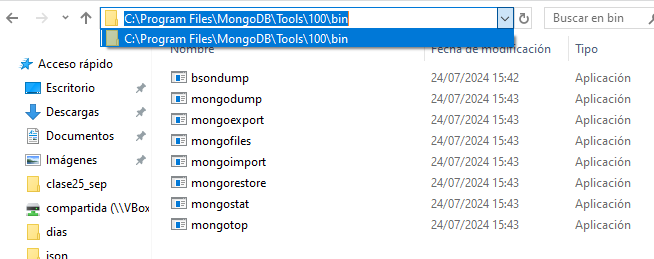 C:\Program Files\MongoDB\Tools\100\bin
Buscar en bin
C:\Program Files\MongoDB\Tools\100\bin
Fecha de modificación
Tipo
Acceso rápido
Escritorio
Descargas
Documentos
Imágenes
clase25_sep
compartida (\\VBox
dias
json
bsondump 24/07/2024 15:42 Aplicación
mongodump 24/07/2024 15:43 Aplicación
mongoexport 24/07/2024 15:43 Aplicación
mongofiles 24/07/2024 15:43 Aplicación
mongoimport 24/07/2024 15:43 Aplicación
mongorestore 24/07/2024 15:43 Aplicación
mongostat 24/07/2024 15:43 Aplicación
mongotop 24/07/2024 15:43 Aplicación